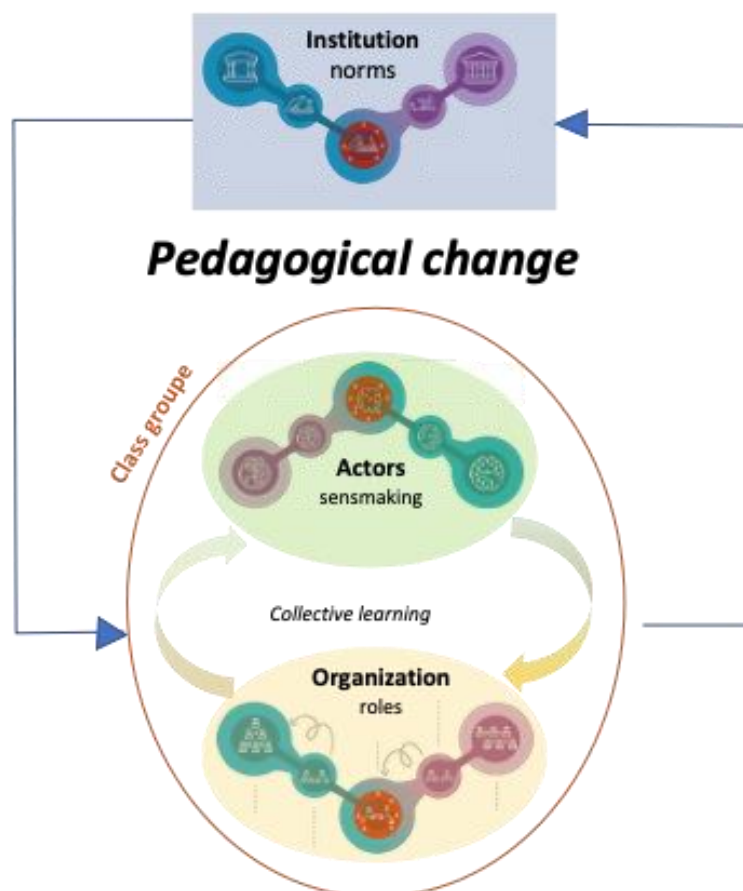 Institution
norms
Pedagogical change
Class groupe
Actors
sensmaking
Collective learning
Organization
roles